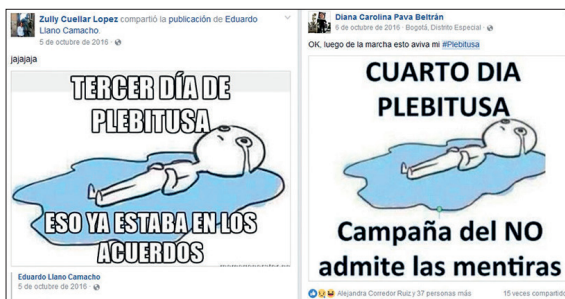 Zully Cuellar Lopez compartió la publicación de Eduardo
Llano Camacho.
5 de octubre de 2016 ·
jajajaja
TERCER DÍA DE
PLEBITUSA
ESO YA ESTABA EN LOS
ACUERDOS
Eduardo Llano Camacho
5 de octubre de 2016 ·
Diana Carolina Pava Beltrán
6 de octubre de 2016 · Bogotá, Distrito Especial ·
OK, luego de la marcha esto aviva mi #Plebitusa
CUARTO DIA
PLEBITUSA
Campaña del NO
admite las mentiras
Alejandra Corredor Ruiz y 37 personas más
15 veces compartido